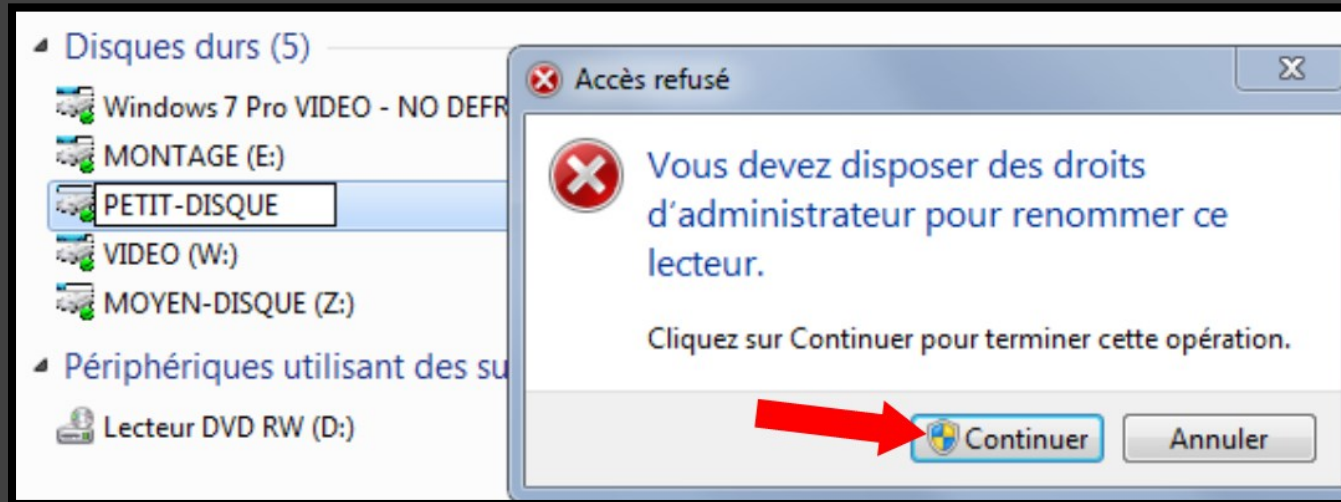 Disques durs (5)
Windows 7 Pro VIDEO - NO DEFR
MONTAGE (E:)
PETIT-DISQUE
VIDEO (W:)
MOYEN-DISQUE (Z:)
Périphériques utilisant des su
Lecteur DVD RW (D:)
Accès refusé
Vous devez disposer des droits
d'administrateur pour renommer ce
lecteur.
Cliquez sur Continuer pour terminer cette opération.
Continuer
Annuler